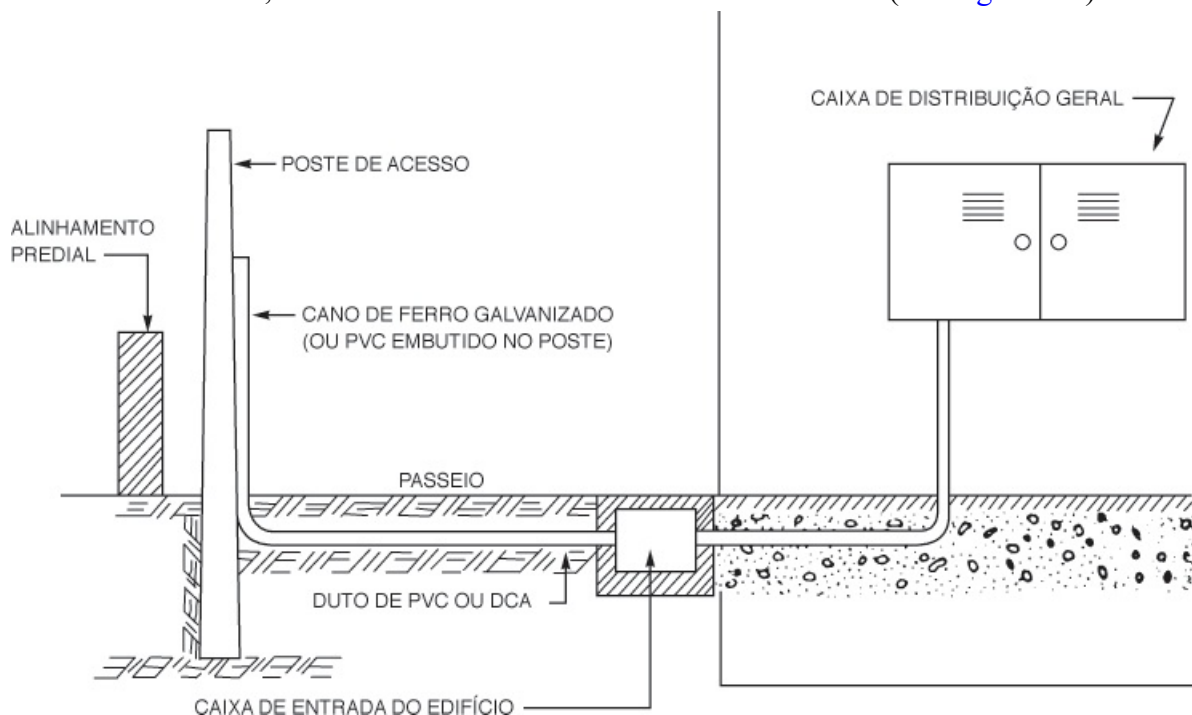 CAIXA DE DISTRIBUIÇÃO GERAL
POSTE DE ACESSO
ALINHAMENTO
PREDIAL
CANO DE FERRO GALVANIZADO
(OU PVC EMBUTIDO NO POSTE)
PASSEIO
DUTO DE PVC OU DCA
CAIXA DE ENTRADA DO EDIFÍCIO